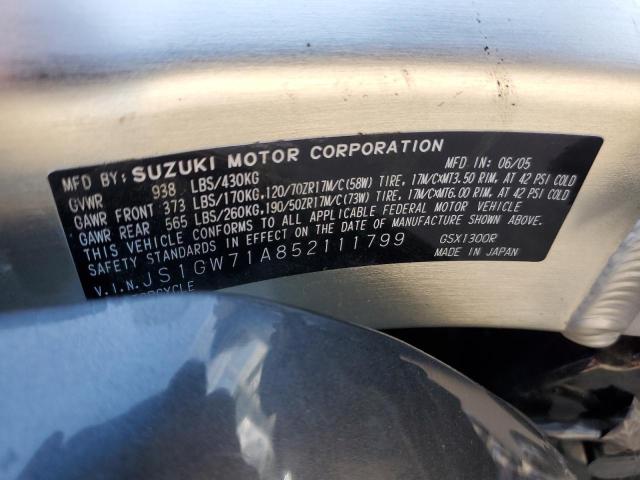 MFD BY: SUZUKI MOTOR CORPORATION MFD IN: 06/05
GVWR 938 LBS/430KG
GAWR FRONT 373 LBS/170KG, 120/70ZR17M/C(58W) TIRE, 17M/CXMT3.50 RIM, AT 42 PSI COLD
GAWR REAR 565 LBS/260KG, 190/50ZR17M/C(73W) TIRE, 17M/CXMT6.00 RIM, AT 42 PSI COLD
THIS VEHICLE CONFORMS TO ALL APPLICABLE FEDERAL MOTOR VEHICLE
SAFETY STANDARDS IN EFFECT ON THE DATE OF MANUFACTURE SHOWN ABOVE.
V.I.N. JS1GW71A852111799 GSX1300R
MADE IN JAPAN